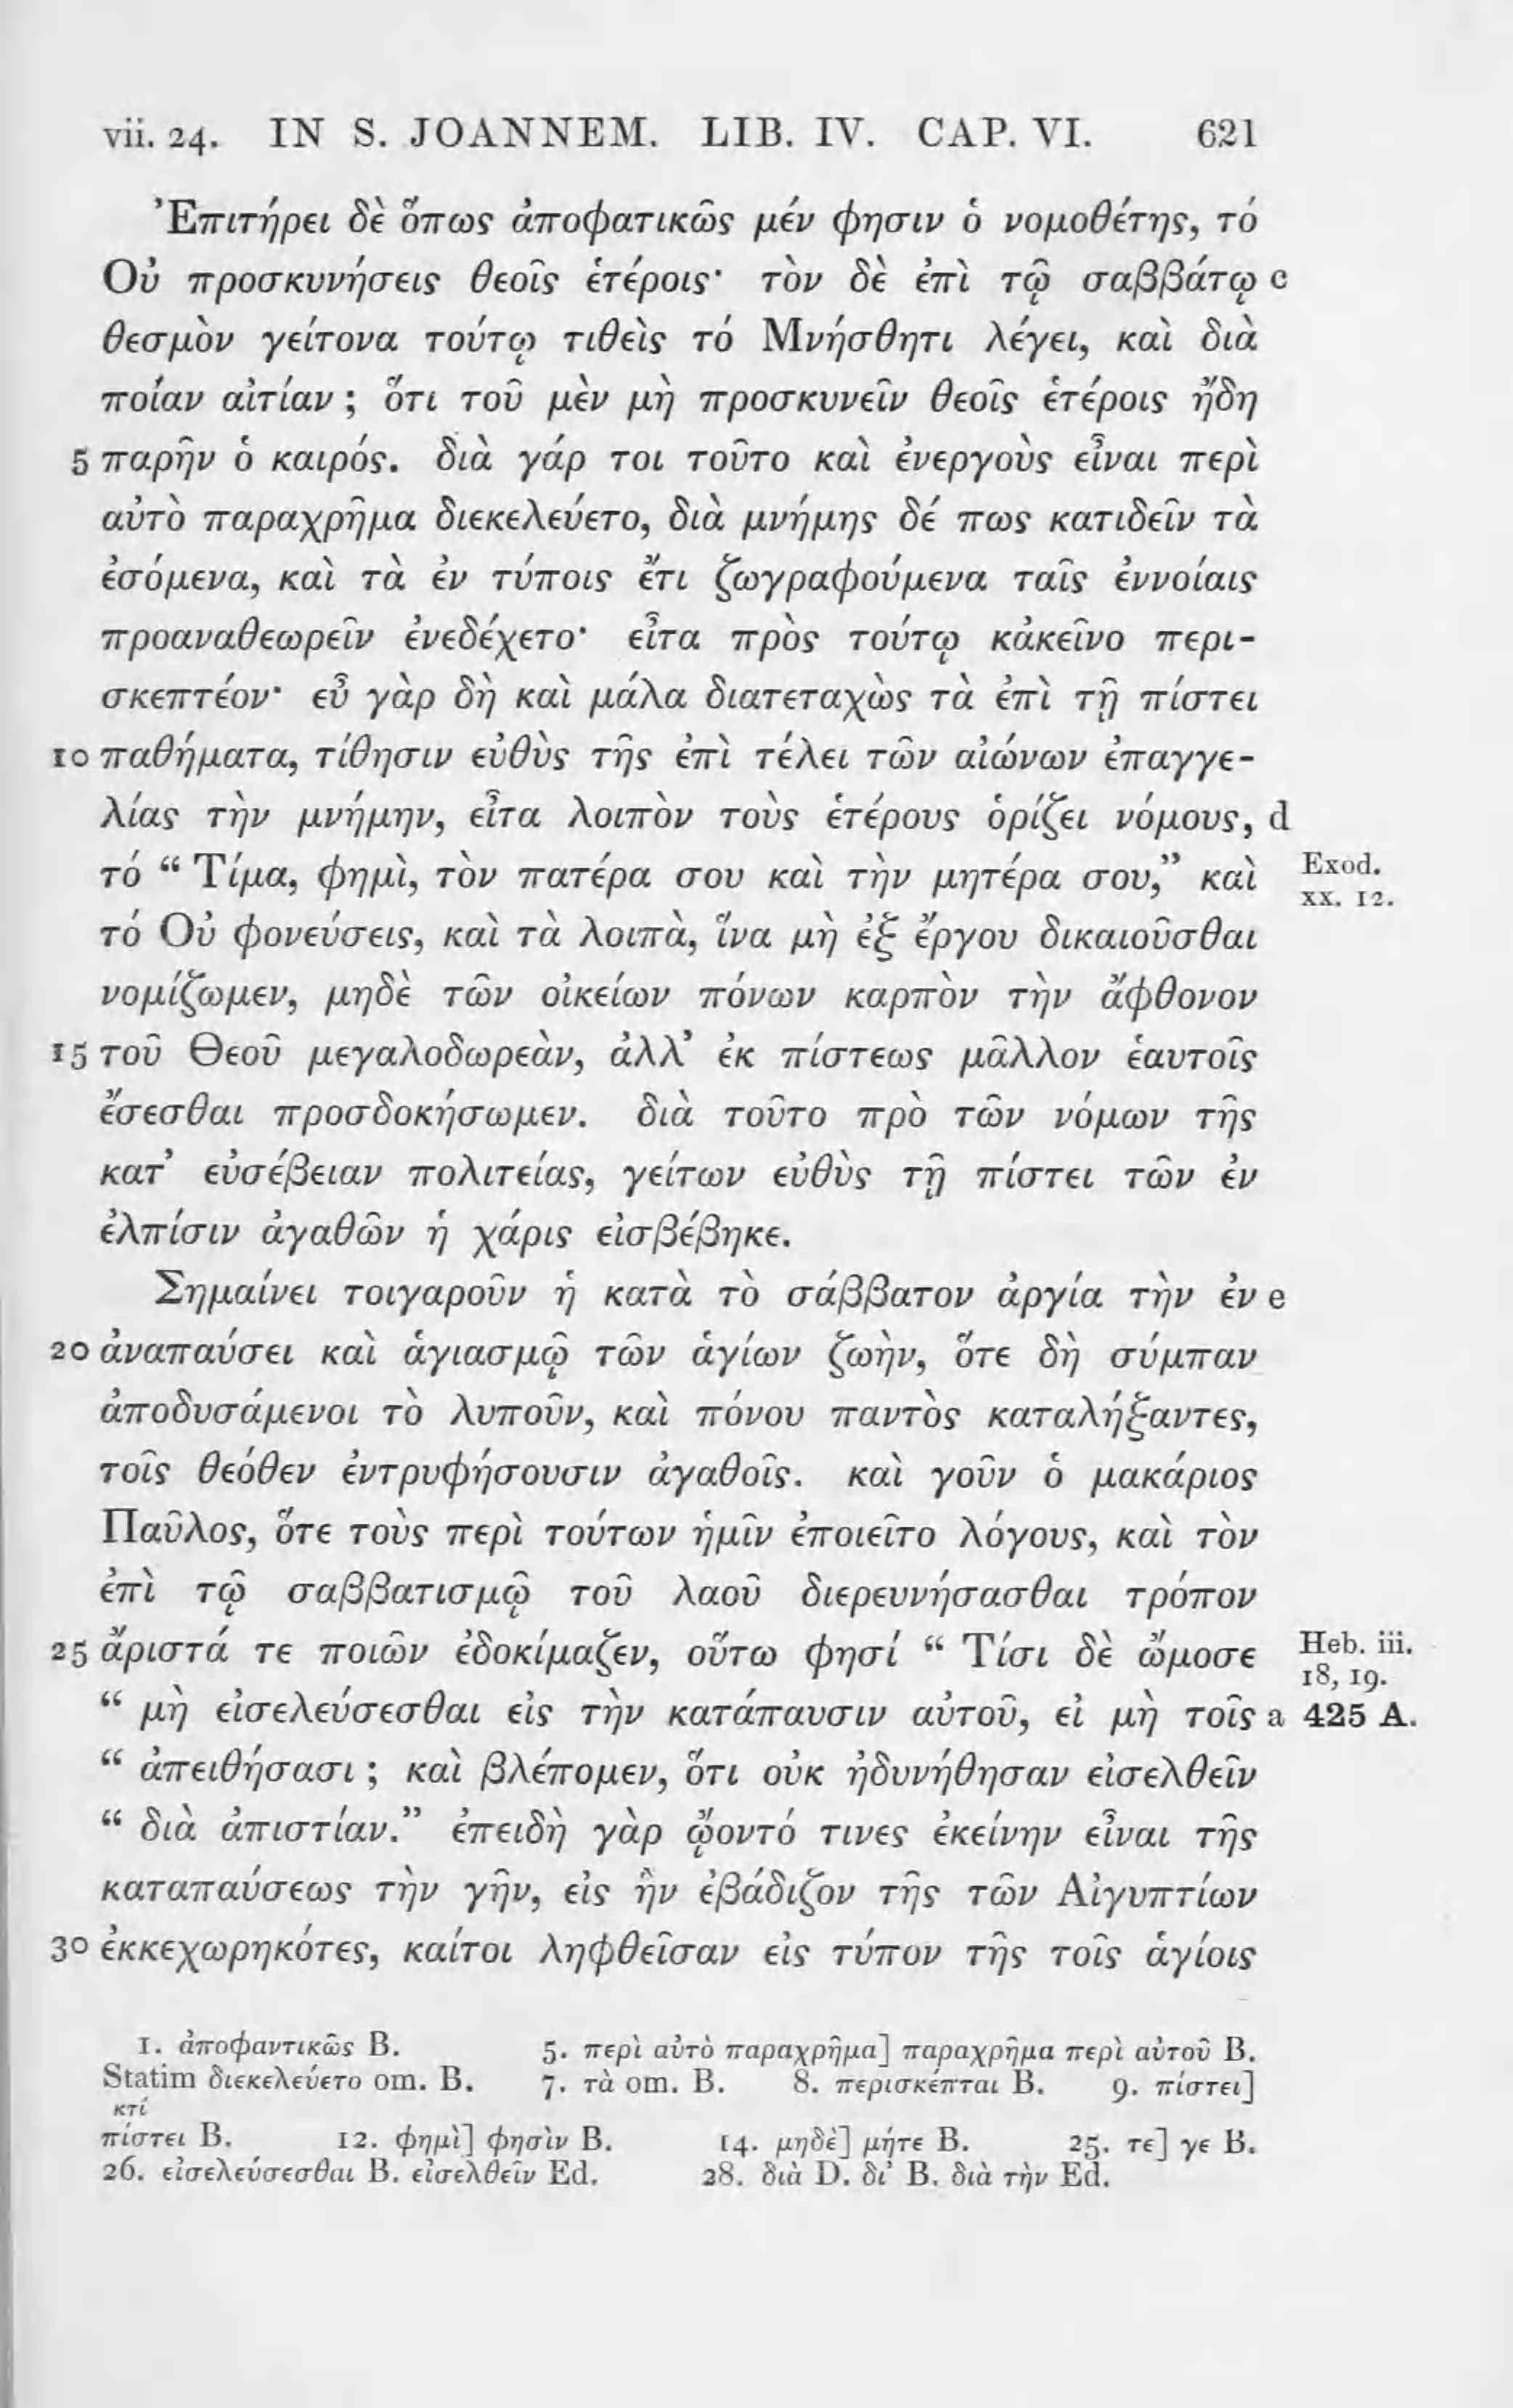 vii. 24. IN S. JOANNEM. LIB. IV. CAP. VI. 621
Ἐπιτήρει δὲ ὅπως ἀποφατικῶς μέν φησιν ὁ νομοθέτης, τό
Οὐ προσκυνήσεις θεοῖς ἑτέροις· τὸν δὲ ἐπὶ τῷ σαββάτῳ c
θεσμὸν γείτονα τούτῳ τιθεὶς τό Μνήσθητι λέγει, καὶ διὰ
ποίαν αἰτίαν ; ὅτι τοῦ μὲν μὴ προσκυνεῖν θεοῖς ἑτέροις ἤδη
5 παρῆν ὁ καιρός. διὰ γάρ τοι τοῦτο καὶ ἐνεργοὺς εἶναι περὶ
αὐτὸ παραχρῆμα διεκελεύετο, διὰ μνήμης δέ πως κατιδεῖν τὰ
ἐσόμενα, καὶ τὰ ἐν τύποις ἔτι ζωγραφούμενα ταῖς ἐννοίαις
προαναθεωρεῖν ἐνεδέχετο· εἶτα πρὸς τούτῳ κἀκεῖνο περι-
σκεπτέον· εὖ γὰρ δὴ καὶ μάλα διατεταχὼς τὰ ἐπὶ τῇ πίστει
10 παθήματα, τίθησιν εὐθὺς τῆς ἐπὶ τέλει τῶν αἰώνων ἐπαγγε-
λίας τὴν μνήμην, εἶτα λοιπὸν τοὺς ἑτέρους ὁρίζει νόμους, d
τό “ Τίμα, φημὶ, τὸν πατέρα σου καὶ τὴν μητέρα σου,” καὶ Exod. xx. 12.
τό Οὐ φονεύσεις, καὶ τὰ λοιπὰ, ἵνα μὴ ἐξ ἔργου δικαιοῦσθαι
νομίζωμεν, μηδὲ τῶν οἰκείων πόνων καρπὸν τὴν ἄφθονον
15 τοῦ Θεοῦ μεγαλοδωρεὰν, ἀλλ’ ἐκ πίστεως μᾶλλον ἑαυτοῖς
ἔσεσθαι προσδοκήσωμεν. διὰ τοῦτο πρὸ τῶν νόμων τῆς
κατ’ εὐσέβειαν πολιτείας, γείτων εὐθὺς τῇ πίστει τῶν ἐν
ἐλπίσιν ἀγαθῶν ἡ χάρις εἰσβέβηκε.
Σημαίνει τοιγαροῦν ἡ κατὰ τὸ σάββατον ἀργία τὴν ἐν e
20 ἀναπαύσει καὶ ἁγιασμῷ τῶν ἁγίων ζωὴν, ὅτε δὴ σύμπαν
ἀποδυσάμενοι τὸ λυποῦν, καὶ πόνου παντὸς καταλήξαντες,
τοῖς θεόθεν ἐντρυφήσουσιν ἀγαθοῖς. καὶ γοῦν ὁ μακάριος
Παῦλος, ὅτε τοὺς περὶ τούτων ἡμῖν ἐποιεῖτο λόγους, καὶ τὸν
ἐπὶ τῷ σαββατισμῷ τοῦ λαοῦ διερευνήσασθαι τρόπον
25 ἄριστά τε ποιῶν ἐδοκίμαζεν, οὕτω φησί “ Τίσι δὲ ὤμοσε Heb. iii. 18, 19.
“ μὴ εἰσελεύσεσθαι εἰς τὴν κατάπαυσιν αὐτοῦ, εἰ μὴ τοῖς a 425 A.
“ ἀπειθήσασι ; καὶ βλέπομεν, ὅτι οὐκ ἠδυνήθησαν εἰσελθεῖν
“ διὰ ἀπιστίαν.” ἐπειδὴ γὰρ ᾤοντό τινες ἐκείνην εἶναι τῆς
καταπαύσεως τὴν γῆν, εἰς ἣν ἐβάδιζον τῆς τῶν Αἰγυπτίων
30 ἐκκεχωρηκότες, καίτοι ληφθεῖσαν εἰς τύπον τῆς τοῖς ἁγίοις
1. ἀποφαντικῶς B. 5. περὶ αὐτὸ παραχρῆμα] παραχρῆμα περὶ αὐτοῦ B.
Statim διεκελεύετο om. B. 7. τὰ om. B. 8. περισκέπται B. 9. πίστει]
κτί
πίστει B. 12. φημὶ] φησὶν B. 14. μηδὲ] μήτε B. 25. τε] γε B.
26. εἰσελεύσεσθαι B. εἰσελθεῖν Ed. 28. διὰ D. δι’ B. διὰ τὴν Ed.